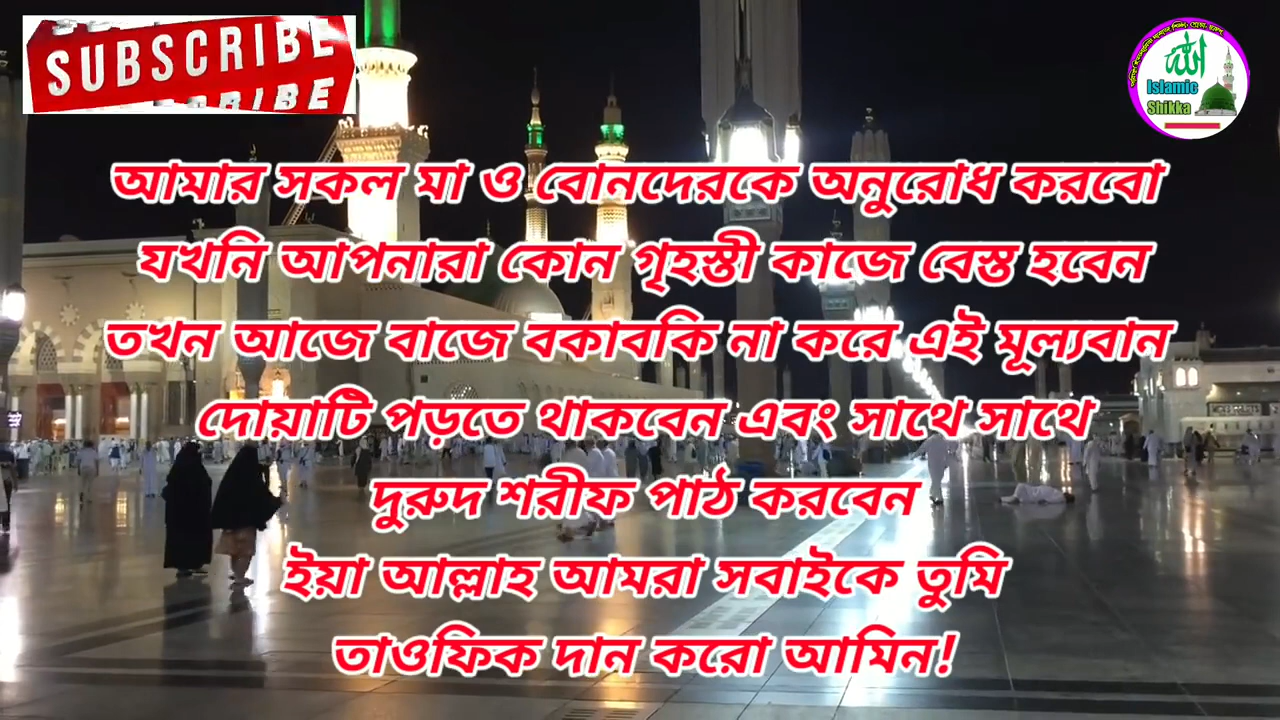 SUBSCRIBE
الله
Islamic
Shikka
আমার সকল মা ও বোনদেরকে অনুরোধ করবো
যখনি আপনারা কোন গৃহস্তী কাজে বেস্ত হবেন
তখন আজে বাজে বকাবকি না করে এই মূল্যবান
দোয়াটি পড়তে থাকবেন এবং সাথে সাথে
দুরুদ শরীফ পাঠ করবেন
ইয়া আল্লাহ আমরা সবাইকে তুমি
তাওফিক দান করো আমিন!